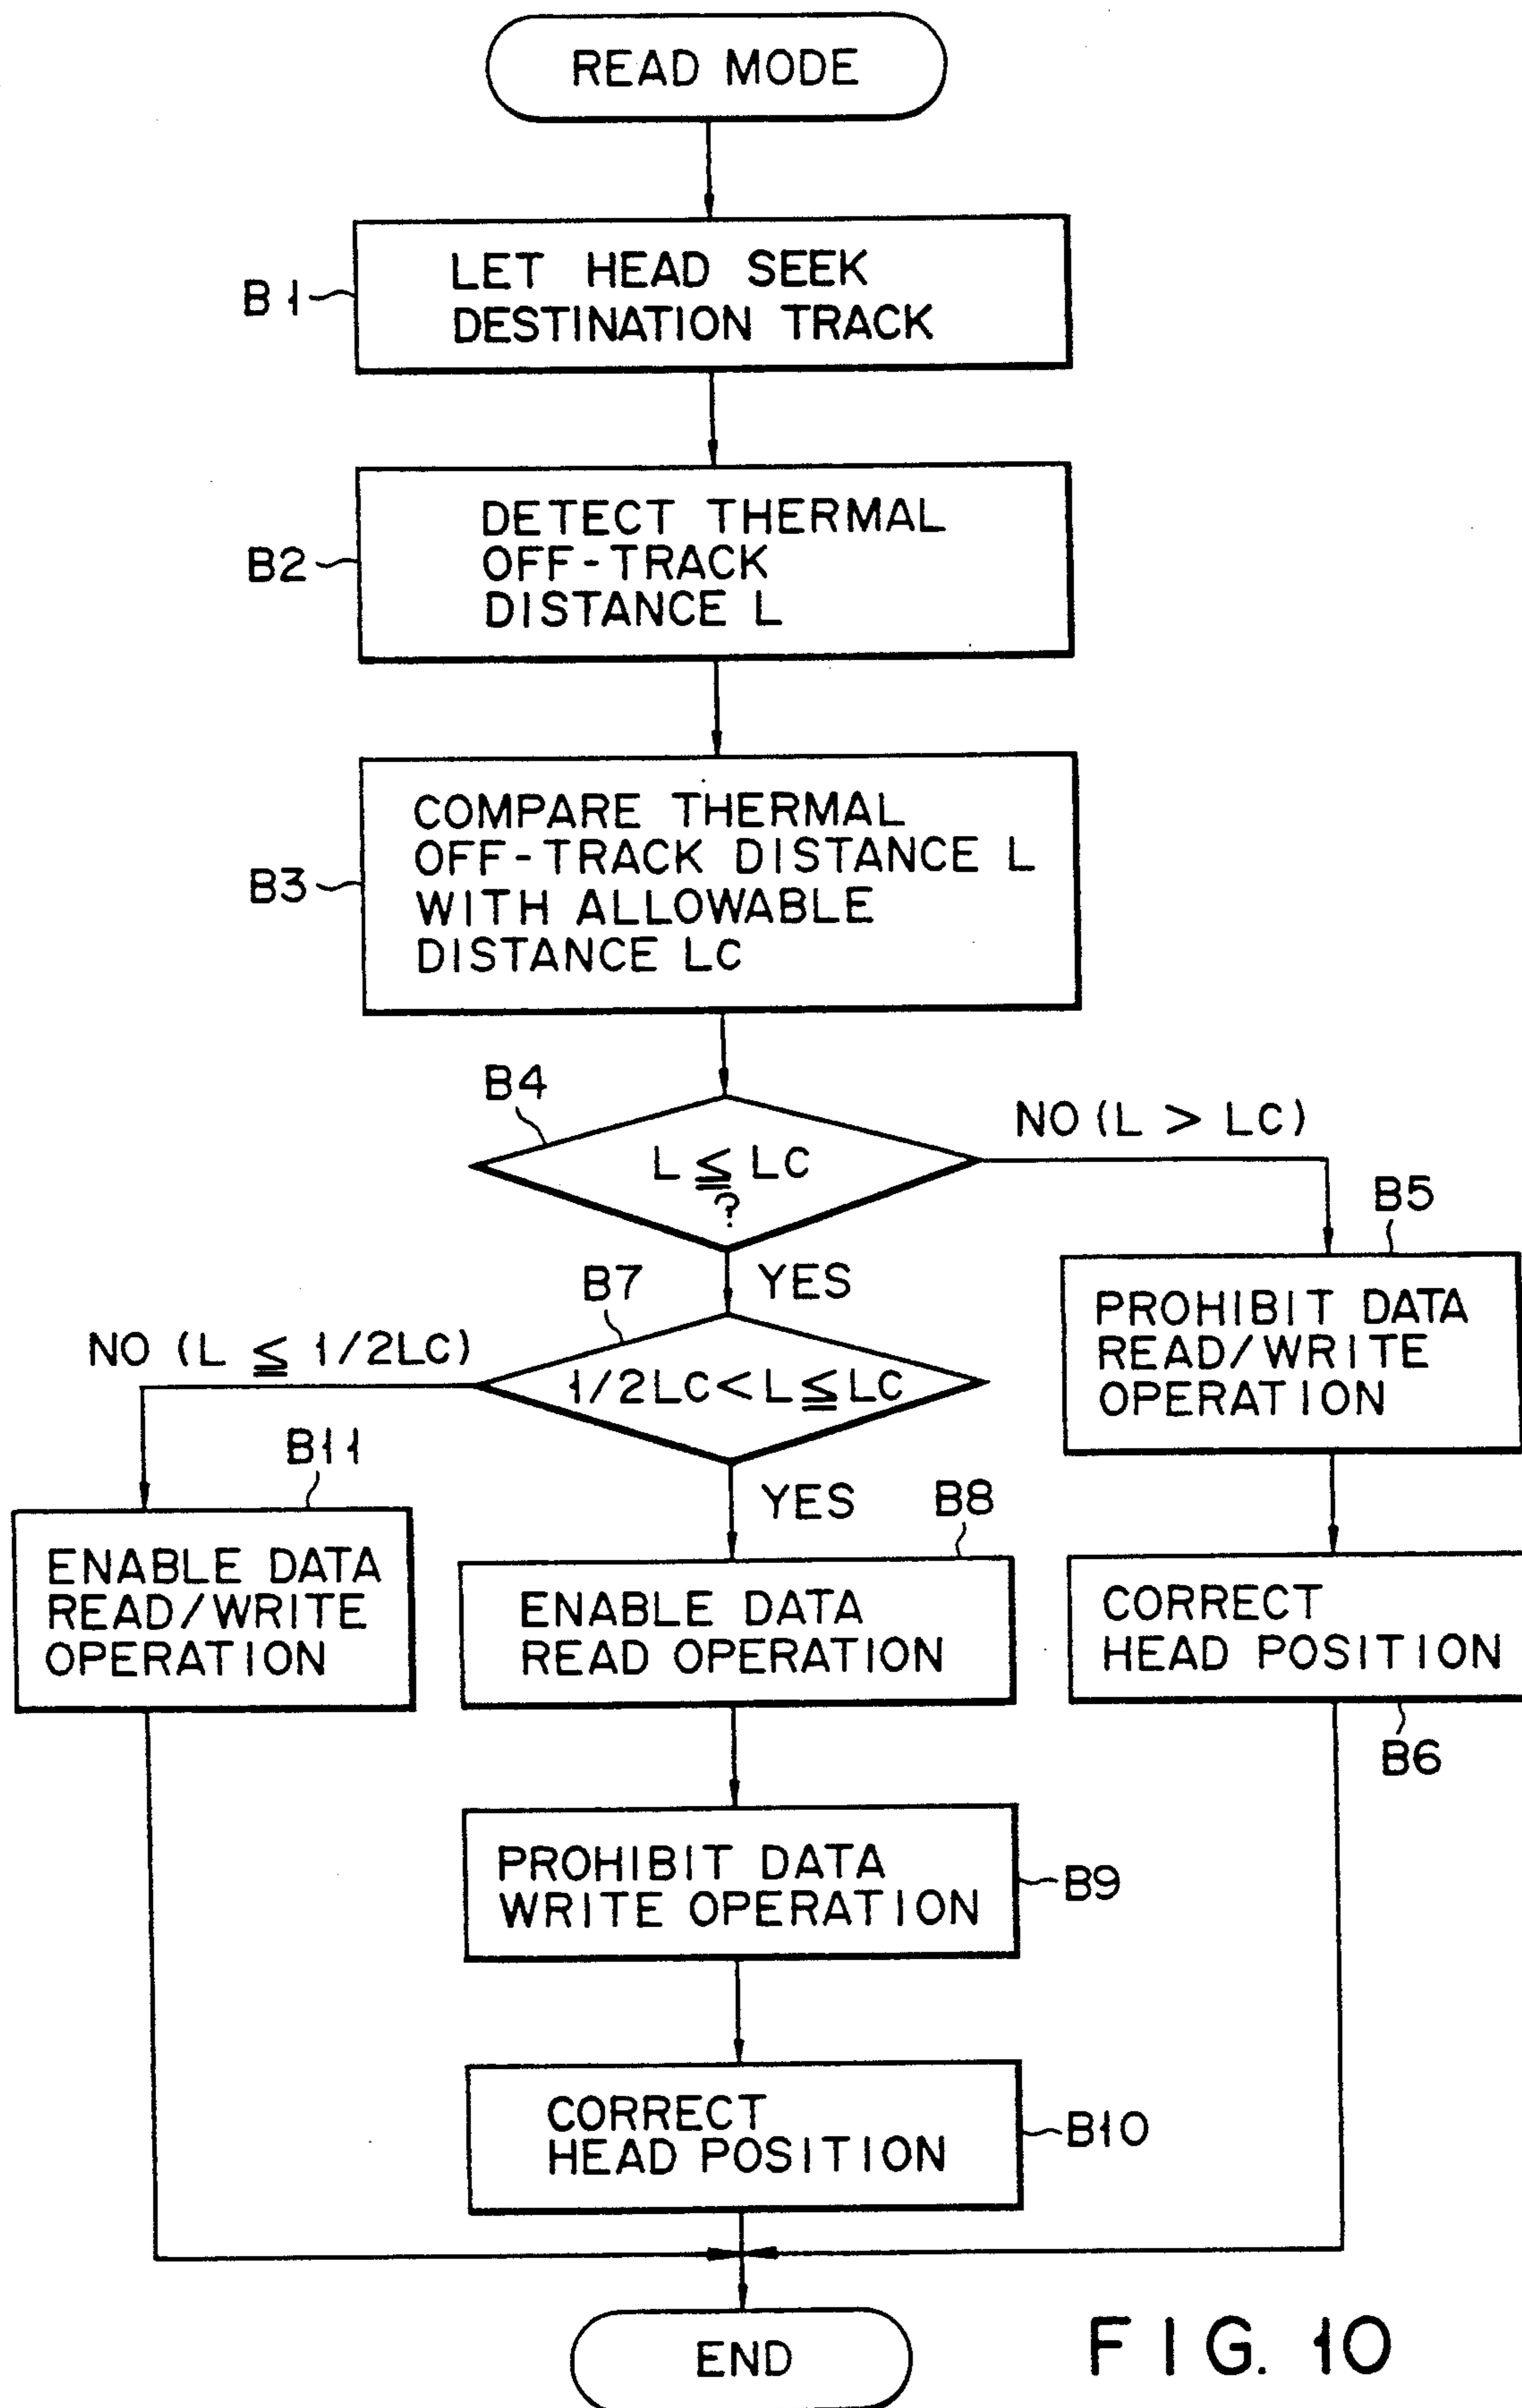 READ MODE
B1
LET HEAD SEEK
DESTINATION TRACK
B2
DETECT THERMAL
OFF-TRACK
DISTANCE L
B3
COMPARE THERMAL
OFF-TRACK DISTANCE L
WITH ALLOWABLE
DISTANCE LC
B4
L ≦ LC
?
NO (L > LC)
YES
B5
PROHIBIT DATA
READ/WRITE
OPERATION
CORRECT
HEAD POSITION
B6
B7
1/2LC<L≦LC
NO (L ≦ 1/2LC)
YES
B11
ENABLE DATA
READ/WRITE
OPERATION
B8
ENABLE DATA
READ OPERATION
PROHIBIT DATA
WRITE OPERATION
B9
CORRECT
HEAD POSITION
B10
END
FIG. 10